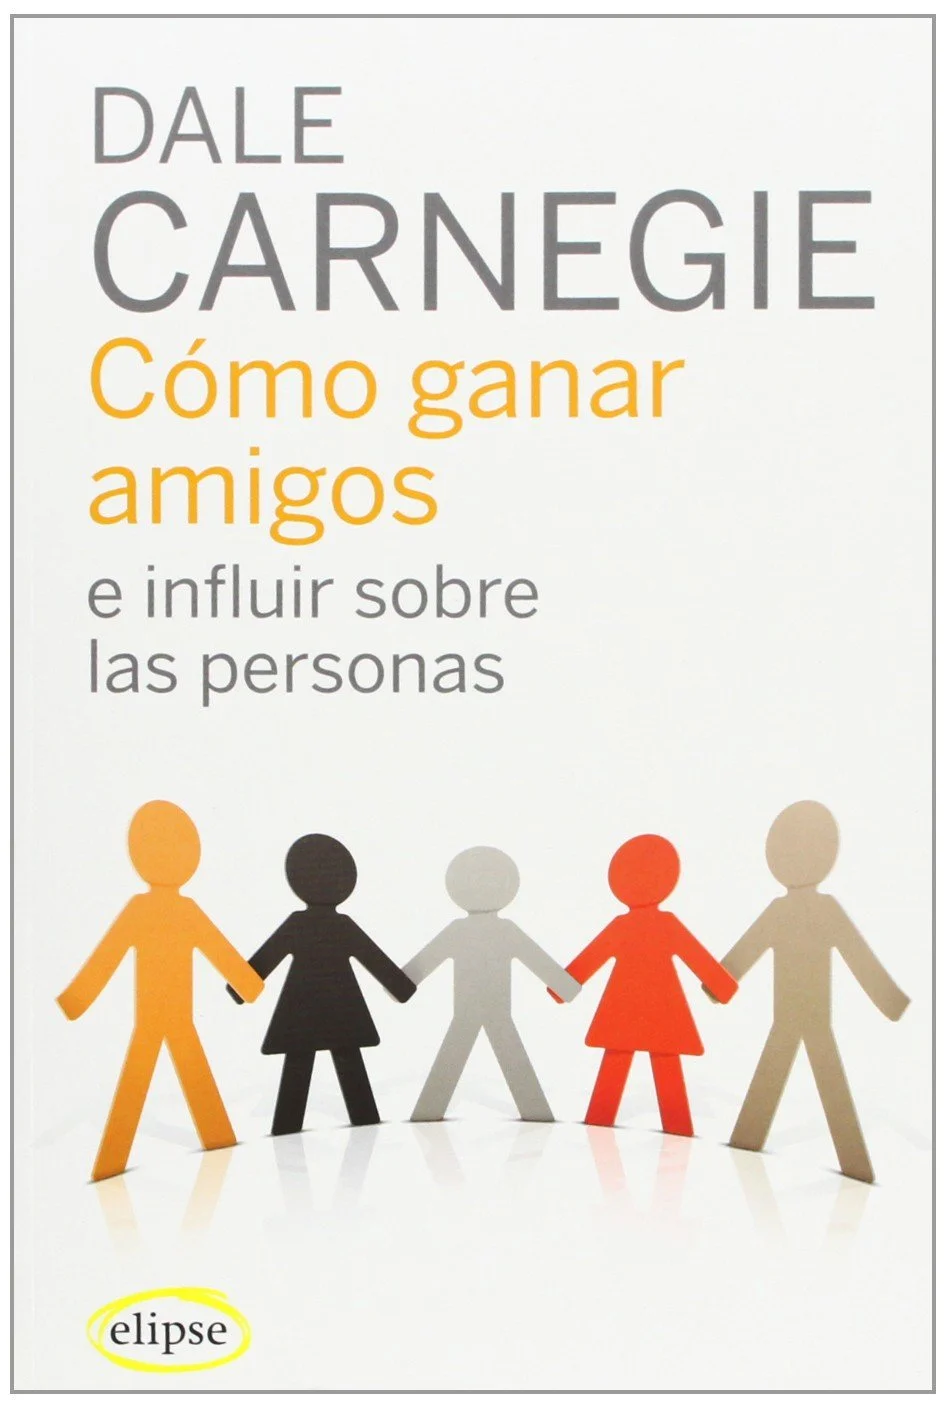 DALE
CARNEGIE
Cómo ganar
amigos
e influir sobre
las personas
elipse